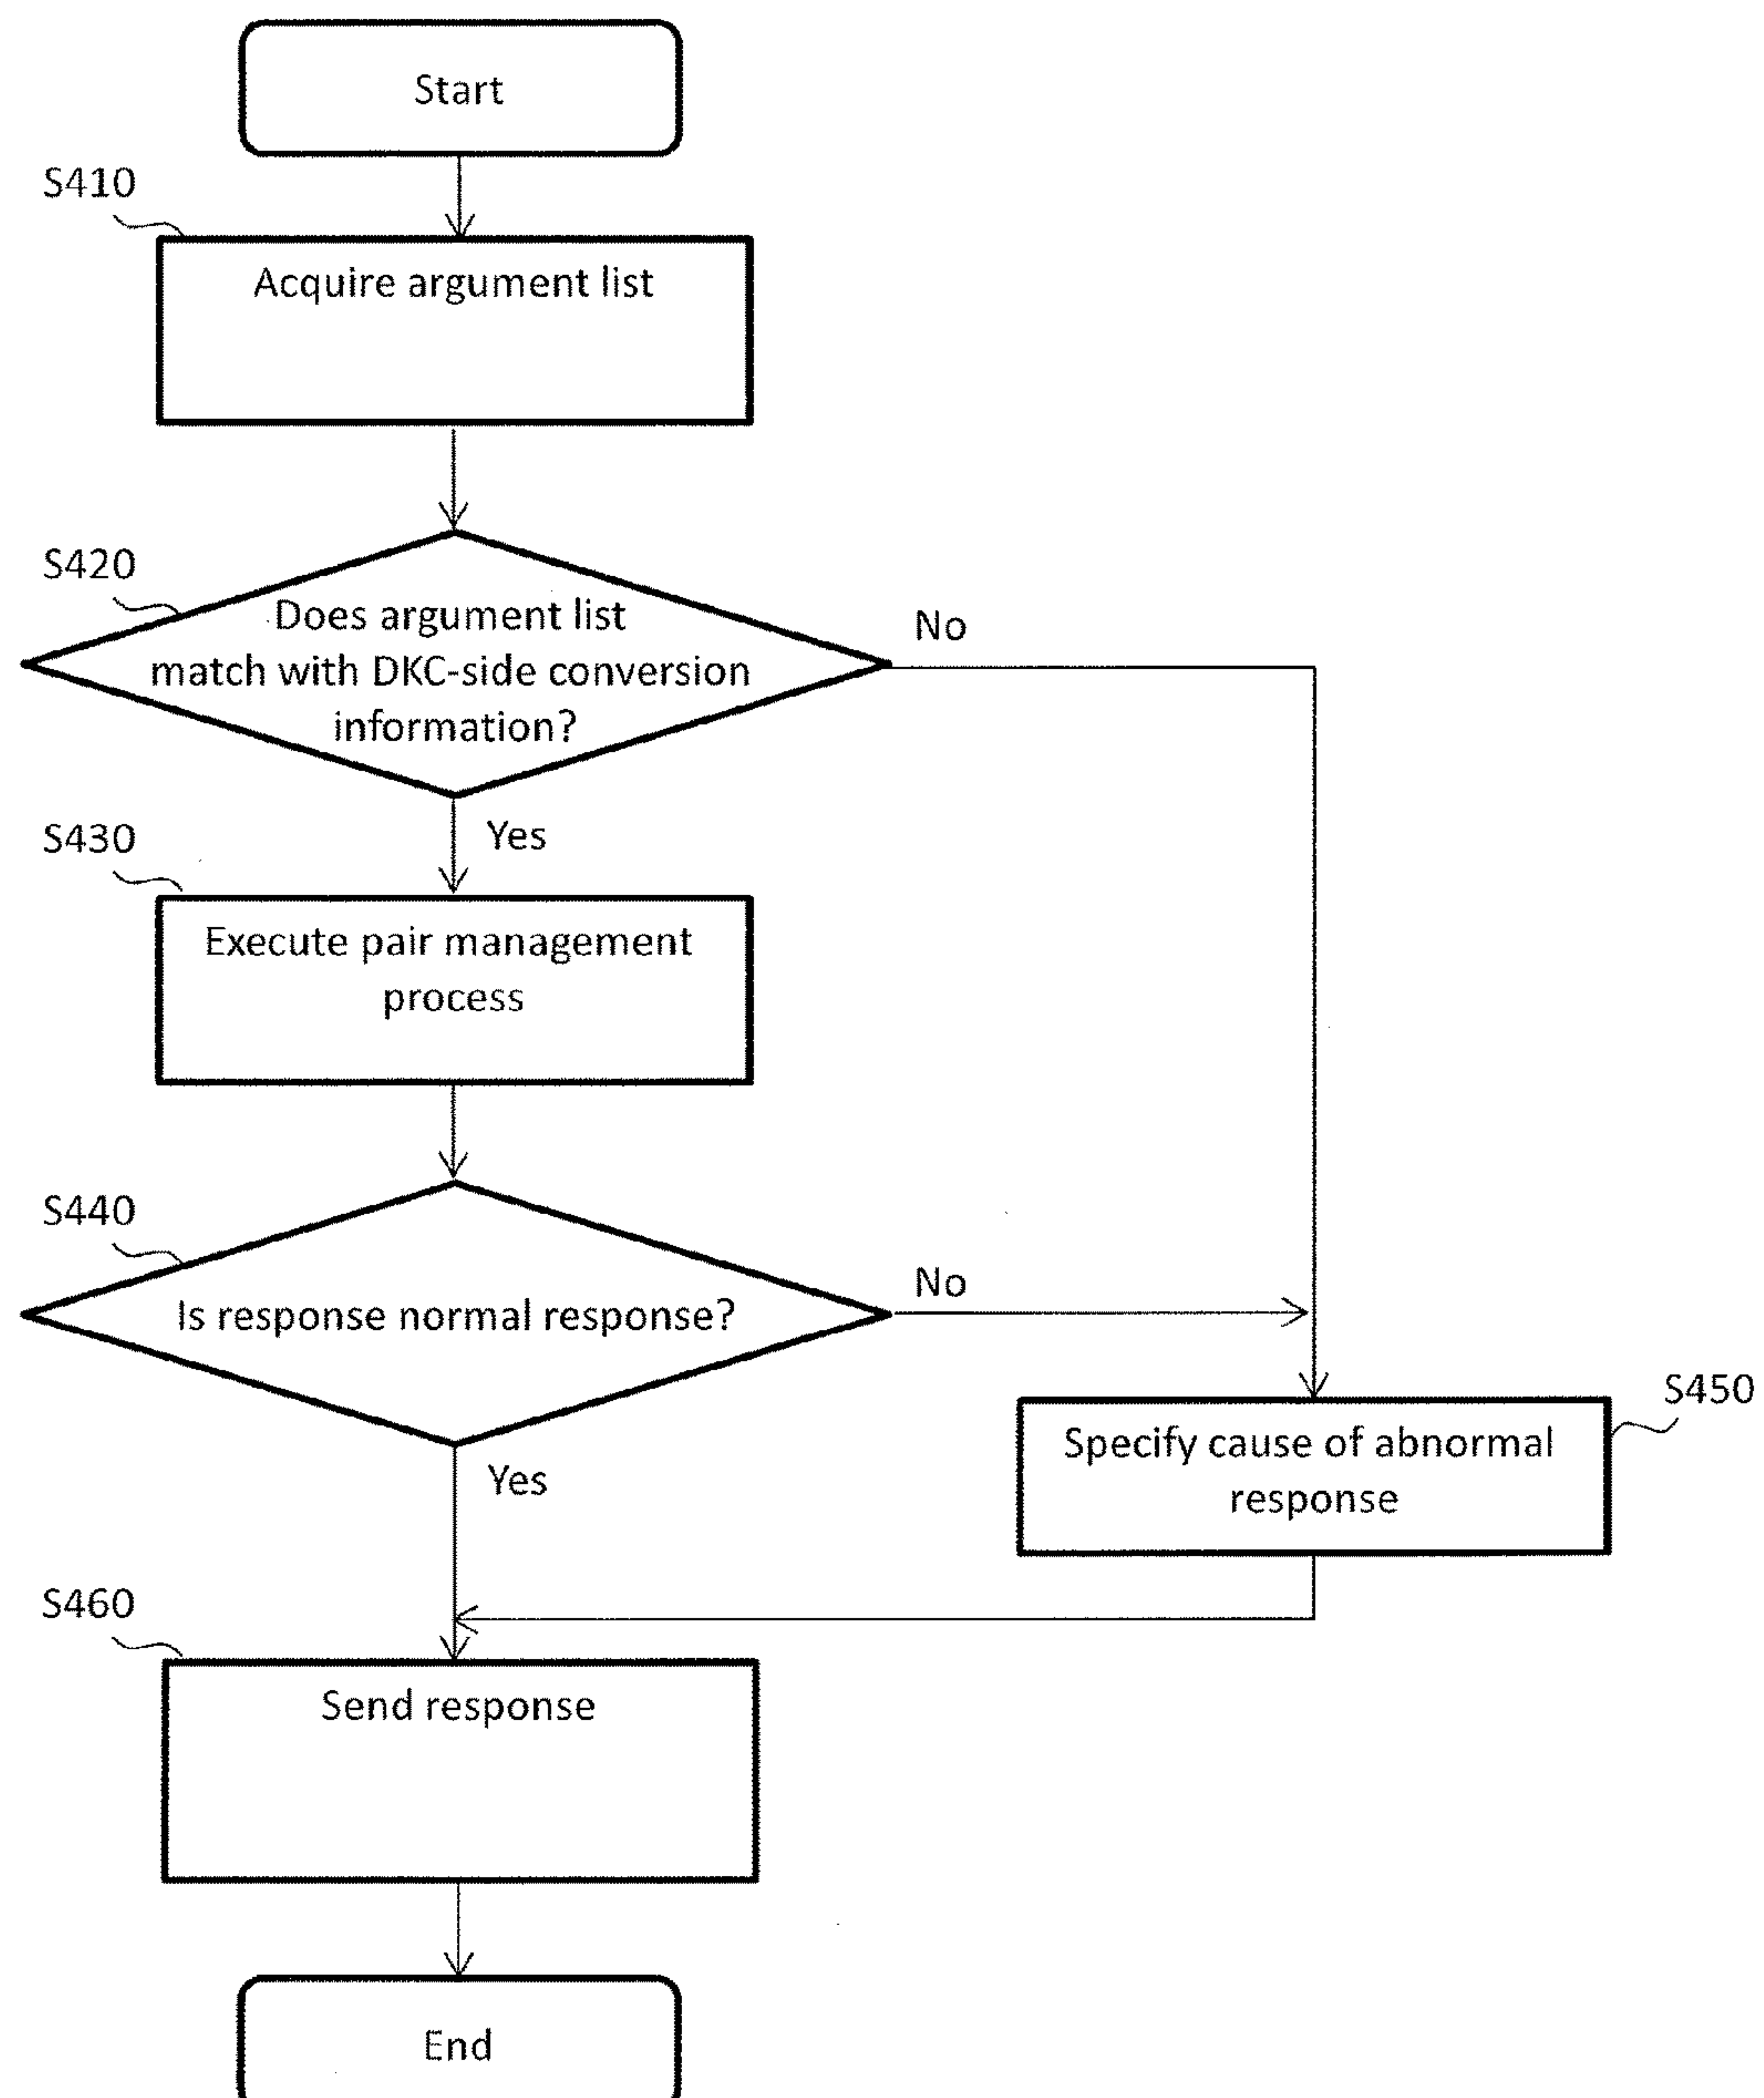 Start
S410
Acquire argument list
S420
Does argument list
match with DKC-side conversion
information?
No
Yes
S430
Execute pair management
process
S440
Is response normal response?
No
Yes
S450
Specify cause of abnormal
response
S460
Send response
End